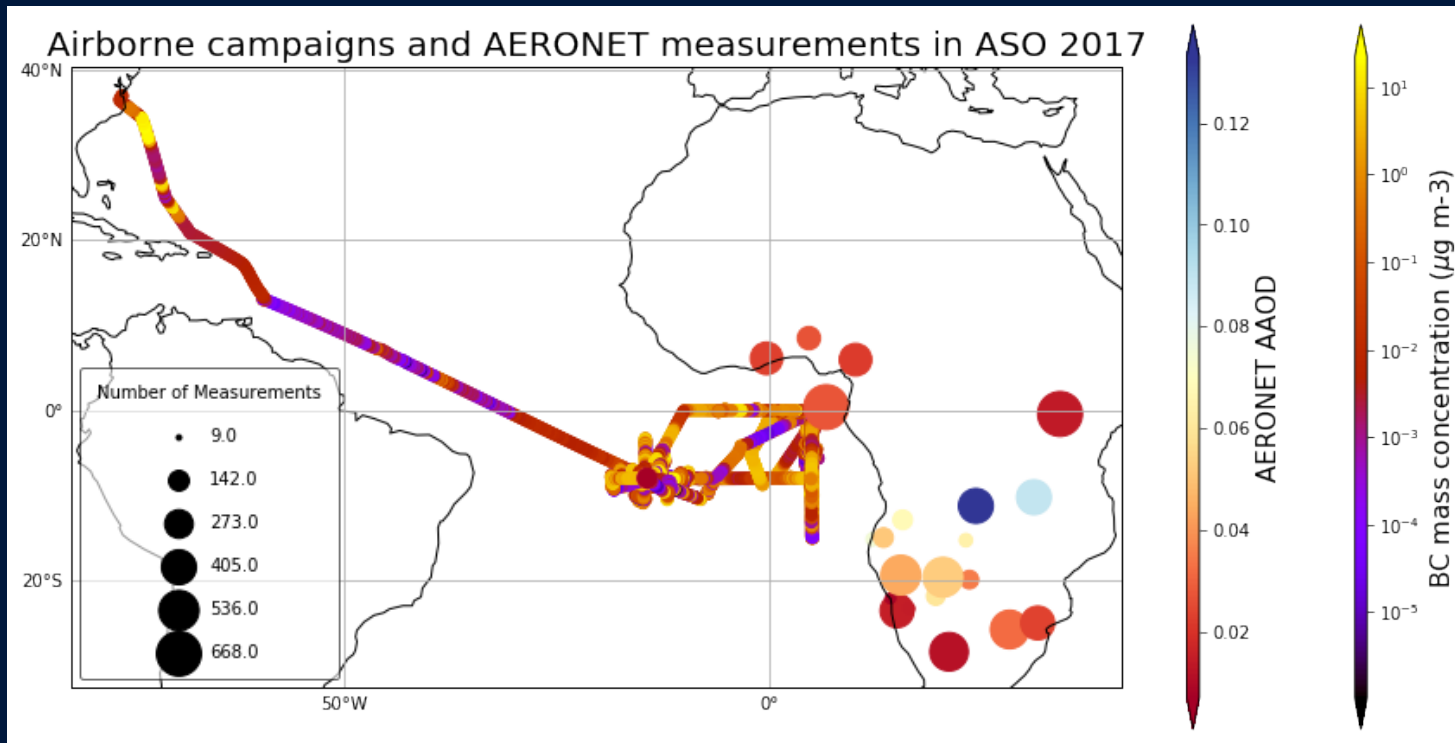 Airborne campaigns and AERONET measurements in ASO 2017
40°N
20°N
0°
20°S
50°W
0°
Number of Measurements
9.0
142.0
273.0
405.0
536.0
668.0
0.12
0.10
0.08
0.06
0.04
0.02
AERONET AAOD
10¹
10⁰
10⁻¹
10⁻²
10⁻³
10⁻⁴
10⁻⁵
BC mass concentration (μg m-3)